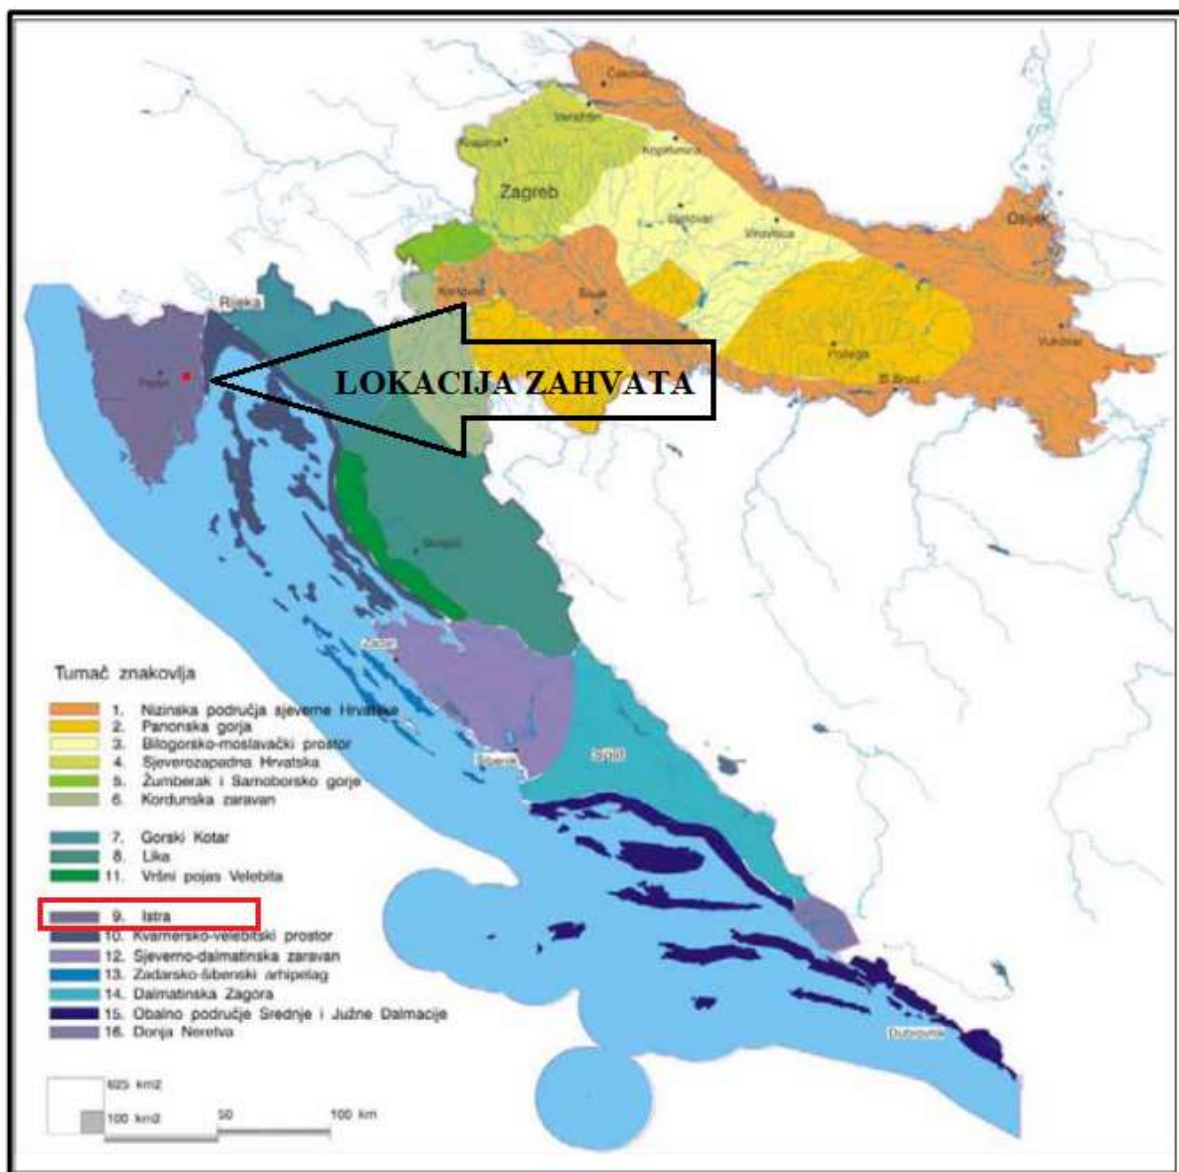 Čakovec
Varaždin
Krapina
Koprivnica
Zagreb
Bjelovar
Virovitica
Osijek
Rijeka
Karlovac
Sisak
Vukovar
Požega
Sl.Brod
Pazin
LOKACIJA ZAHVATA
Gospić
Zadar
Šibenik
Split
Dubrovnik
Tumač znakovlja
1. Nizinska područja sjeverne Hrvatske
2. Panonska gorja
3. Bilogorsko-moslavački prostor
4. Sjeverozapadna Hrvatska
5. Žumberak i Samoborsko gorje
6. Kordunska zaravan
7. Gorski Kotar
8. Lika
11. Vršni pojas Velebita
9. Istra
10. Kvarnersko-velebitski prostor
12. Sjeverno-dalmatinska zaravan
13. Zadarsko-šibenski arhipelag
14. Dalmatinska Zagora
15. Obalno područje Srednje i Južne Dalmacije
16. Donja Neretva
625 km2
100 km2
50
100 km